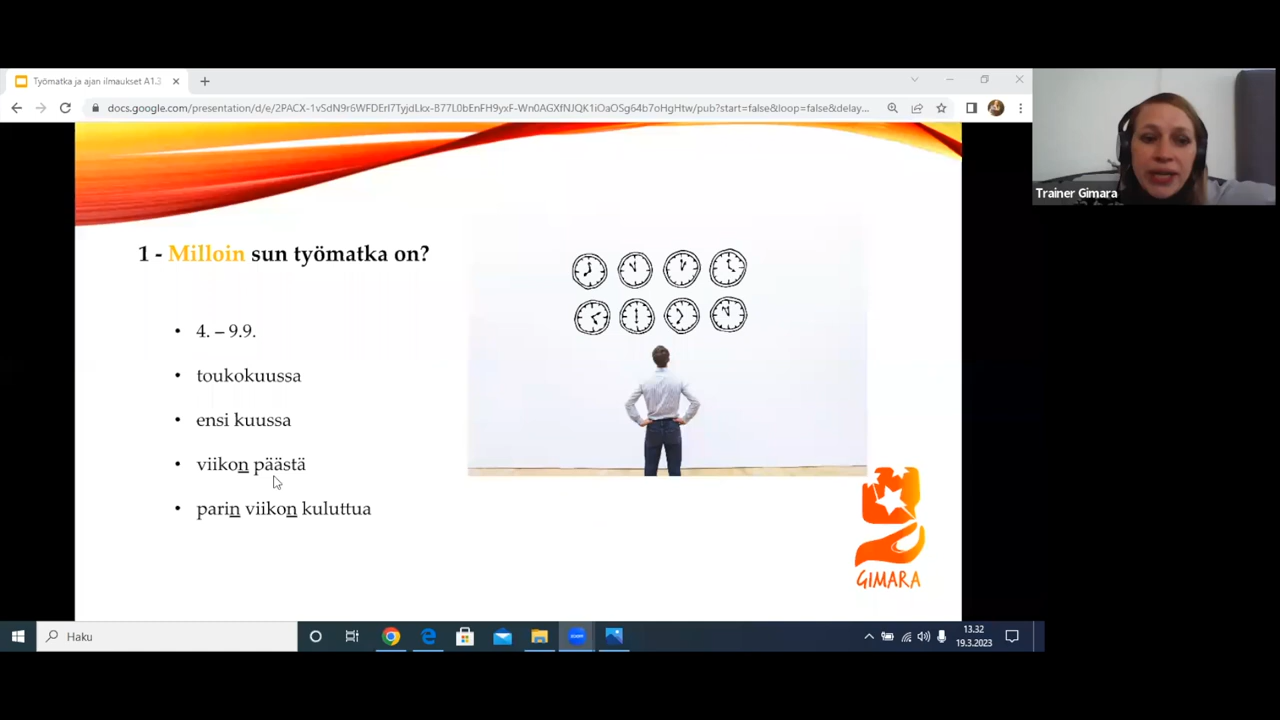 Työmatka ja ajan ilmaukset A1.3
docs.google.com/presentation/d/e/2PACX-1vSdN9r6WFDErI7TyjdLkx-B77L0bEnFH9yxF-Wn0AGXfNJQK1iOaOSg64b7oHgHtw/pub?start=false&loop=false&delay...
Trainer Gimara
1 - Milloin sun työmatka on?
• 4. – 9.9.
• toukokuussa
• ensi kuussa
• viikon päästä
• parin viikon kuluttua
GIMARA
Haku
zoom
13.32
19.3.2023